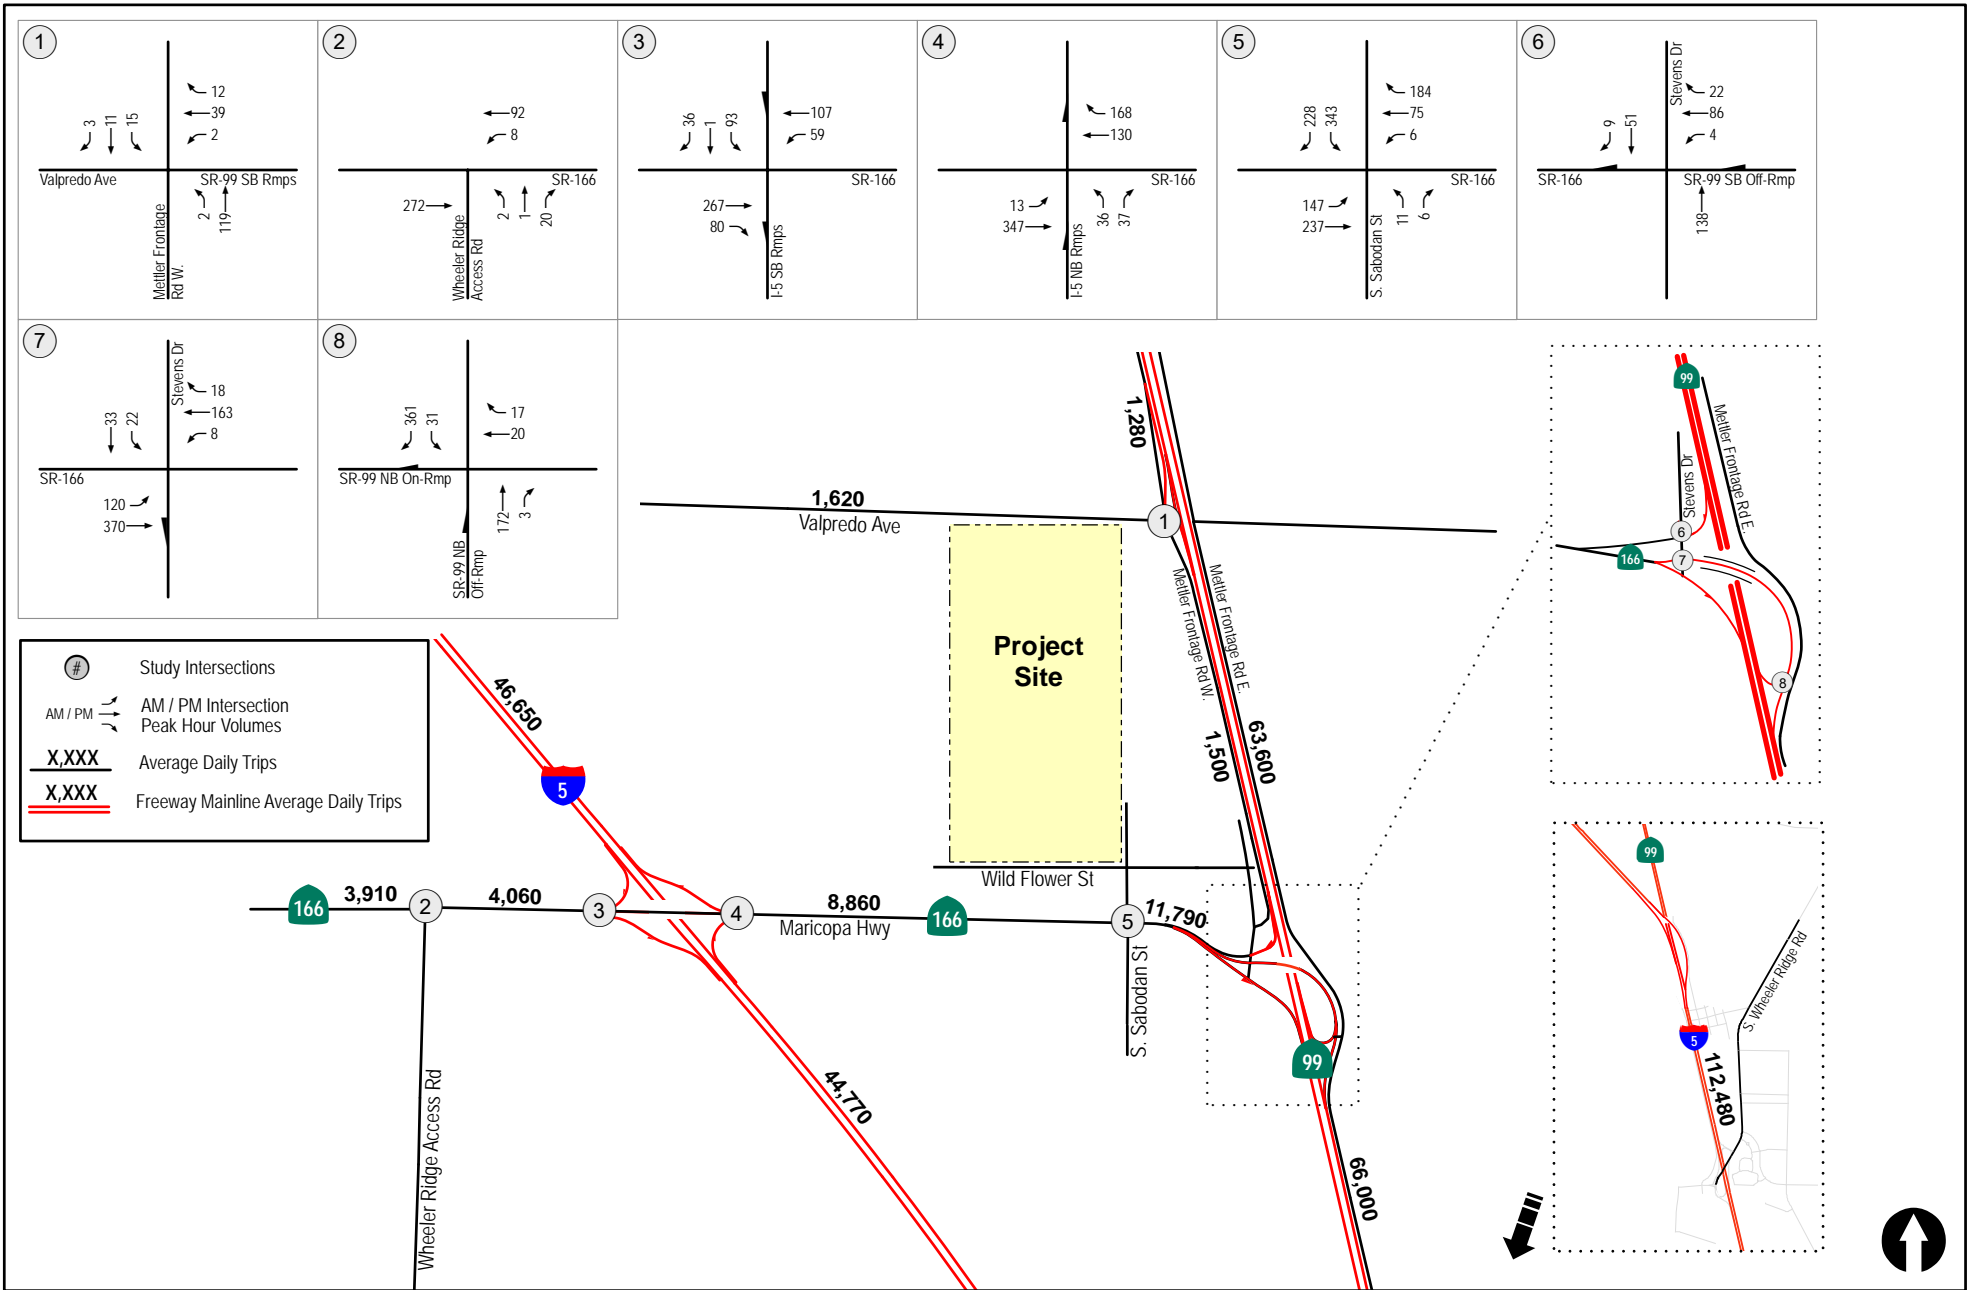 1
3
11
15
12
39
2
Valpredo Ave
SR-99 SB Rmps
2
119
Mettler Frontage
Rd W.
2
92
8
SR-166
272
2
1
20
Wheeler Ridge
Access Rd
3
36
1
93
107
59
SR-166
267
80
I-5 SB Rmps
4
168
130
SR-166
13
347
36
37
I-5 NB Rmps
5
228
343
184
75
6
SR-166
147
237
11
6
S. Sabodan St
6
Stevens Dr
9
51
22
86
4
SR-166
SR-99 SB Off-Rmp
138
7
Stevens Dr
33
22
18
163
8
SR-166
120
370
8
361
31
17
20
SR-99 NB On-Rmp
172
3
SR-99 NB
Off-Rmp
# Study Intersections
AM / PM
AM / PM Intersection
Peak Hour Volumes
X,XXX Average Daily Trips
X,XXX Freeway Mainline Average Daily Trips
1,280
1,620
Valpredo Ave
1
Mettler Frontage Rd W.
Mettler Frontage Rd E.
Project
Site
1,500
63,600
46,650
5
Wild Flower St
166
3,910
2
4,060
3
4
8,860
Maricopa Hwy
166
5
11,790
S. Sabodan St
99
44,770
Wheeler Ridge Access Rd
66,000
99
Mettler Frontage Rd E.
Stevens Dr
6
166
7
8
99
S. Wheeler Ridge Rd
5
112,480